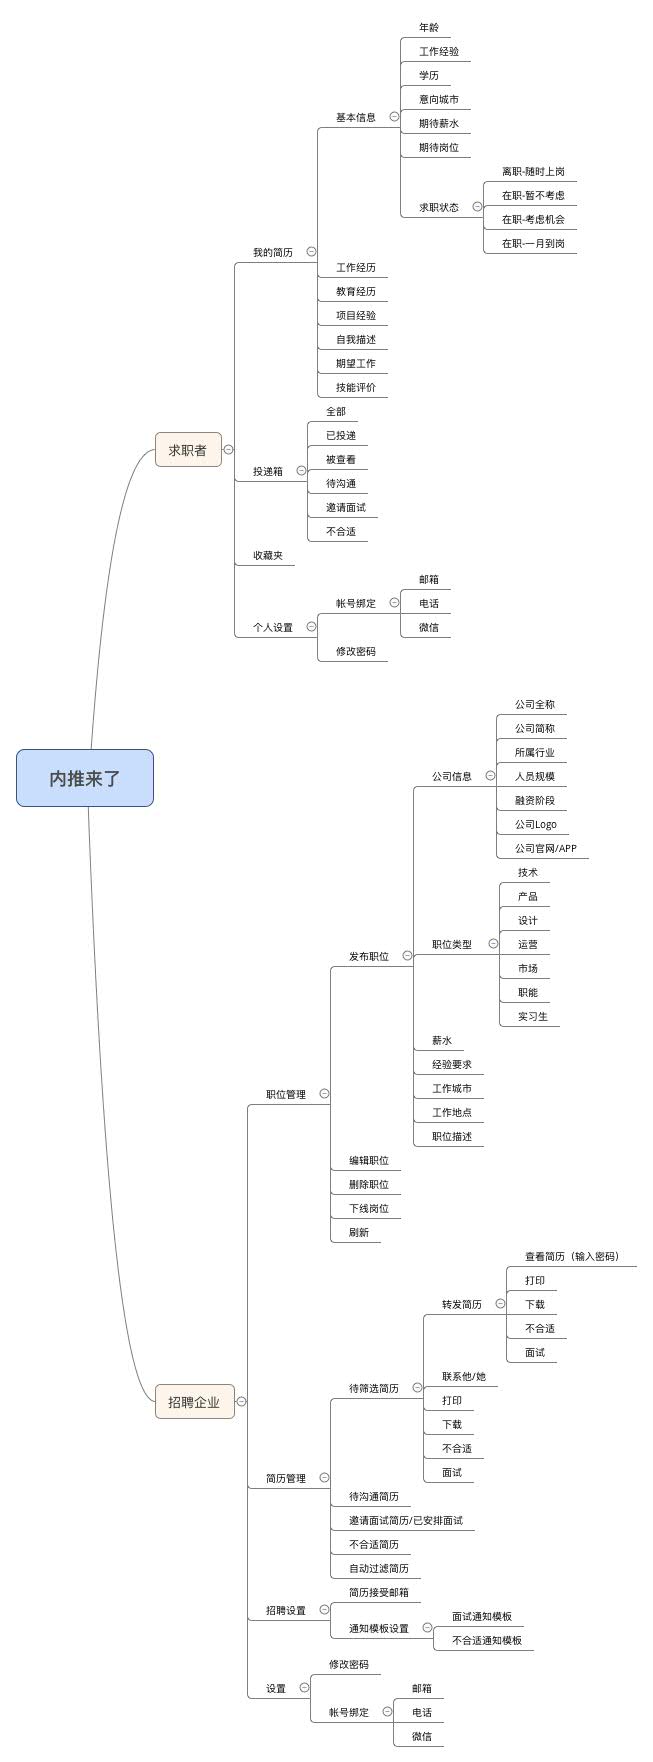 年龄
工作经验
学历
意向城市
基本信息
期待薪水
期待岗位
离职-随时上岗
在职-暂不考虑
求职状态
在职-考虑机会
在职-一月到岗
我的简历
工作经历
教育经历
项目经验
自我描述
期望工作
技能评价
全部
已投递
求职者
被查看
投递箱
待沟通
邀请面试
不合适
收藏夹
邮箱
帐号绑定
电话
个人设置
微信
修改密码
公司全称
公司简称
所属行业
内推来了
公司信息
人员规模
融资阶段
公司Logo
公司官网/APP
技术
产品
设计
职位类型
运营
发布职位
市场
职能
实习生
薪水
经验要求
工作城市
职位管理
工作地点
职位描述
编辑职位
删除职位
下线岗位
刷新
查看简历（输入密码）
打印
转发简历
下载
不合适
面试
联系他/她
待筛选简历
打印
招聘企业
下载
不合适
面试
简历管理
待沟通简历
邀请面试简历/已安排面试
不合适简历
自动过滤简历
简历接受邮箱
招聘设置
面试通知模板
通知模板设置
不合适通知模板
修改密码
设置
邮箱
帐号绑定
电话
微信